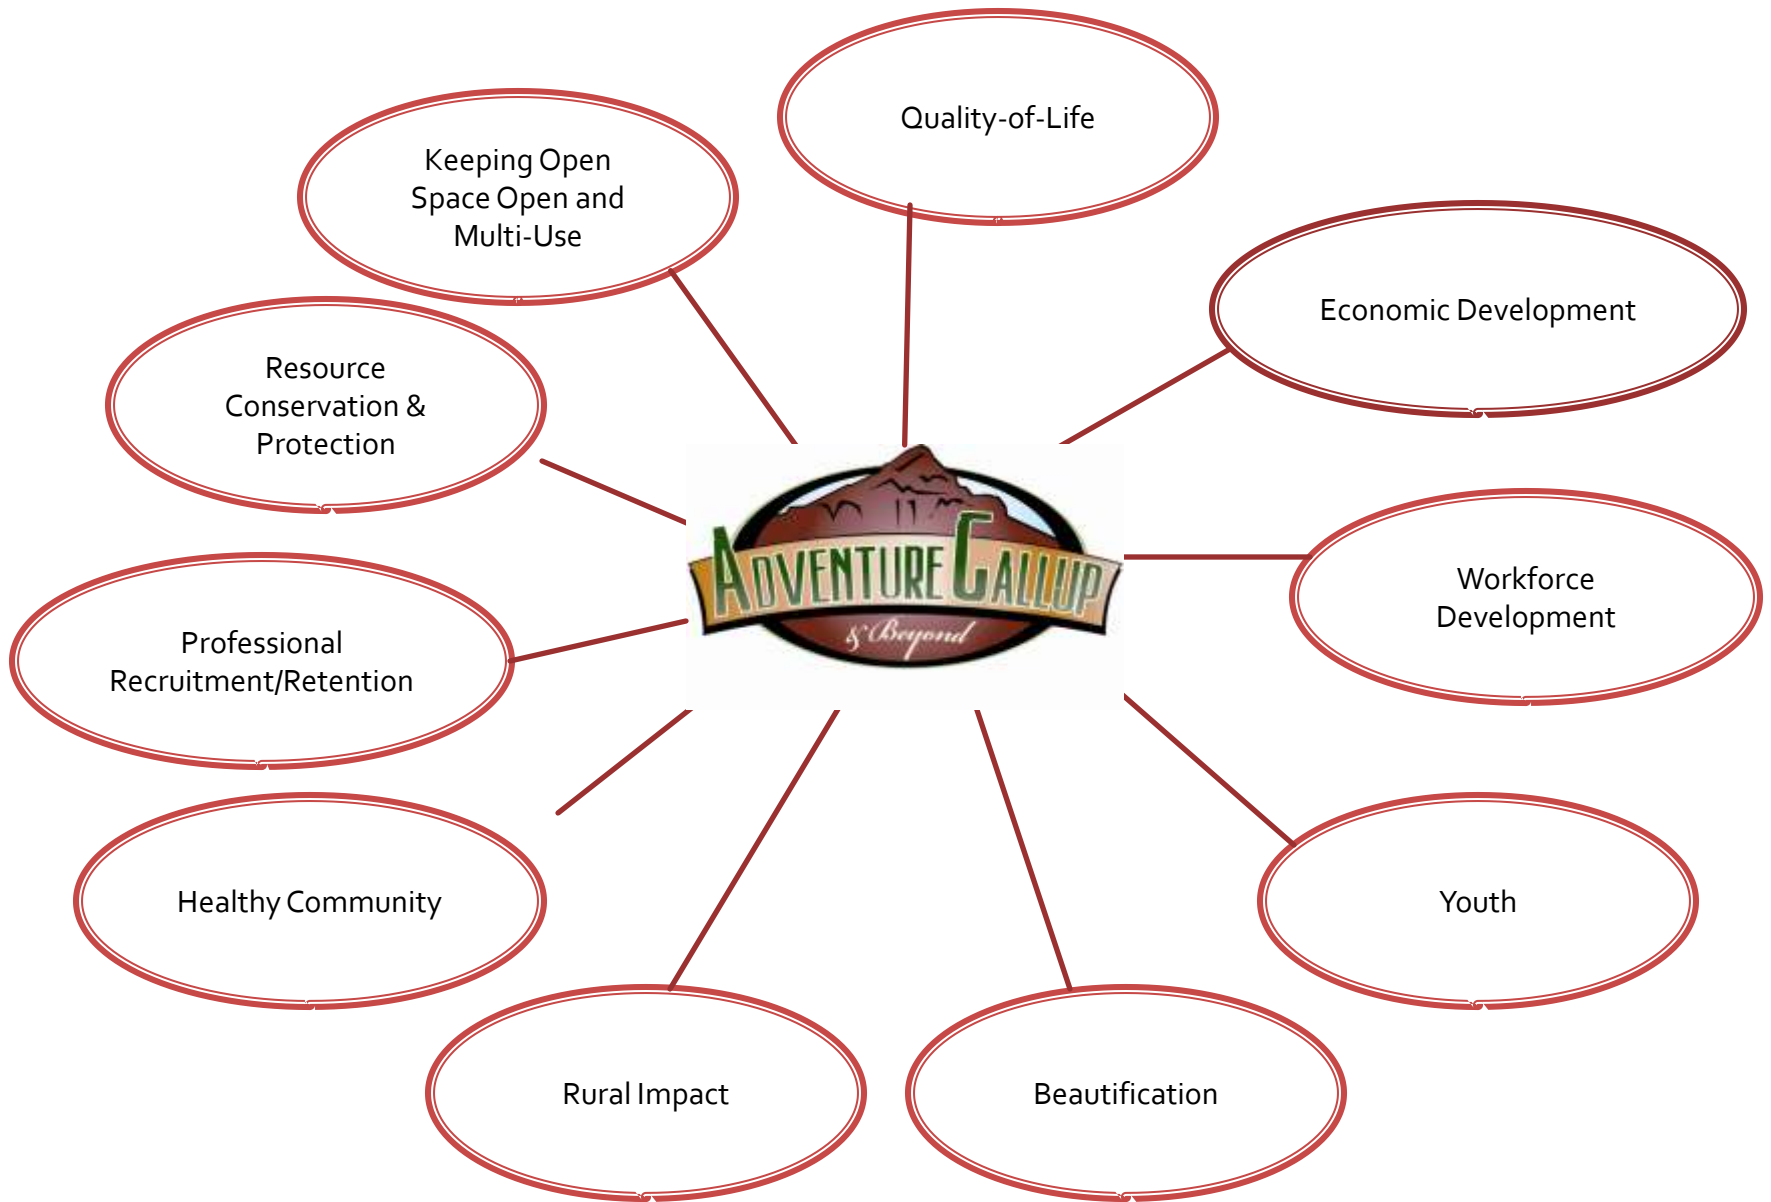 Quality-of-Life
Keeping Open
Space Open and
Multi-Use
Economic Development
Resource
Conservation &
Protection
ADVENTURE GALLUP
& Beyond
Workforce
Development
Professional
Recruitment/Retention
Healthy Community
Youth
Rural Impact
Beautification